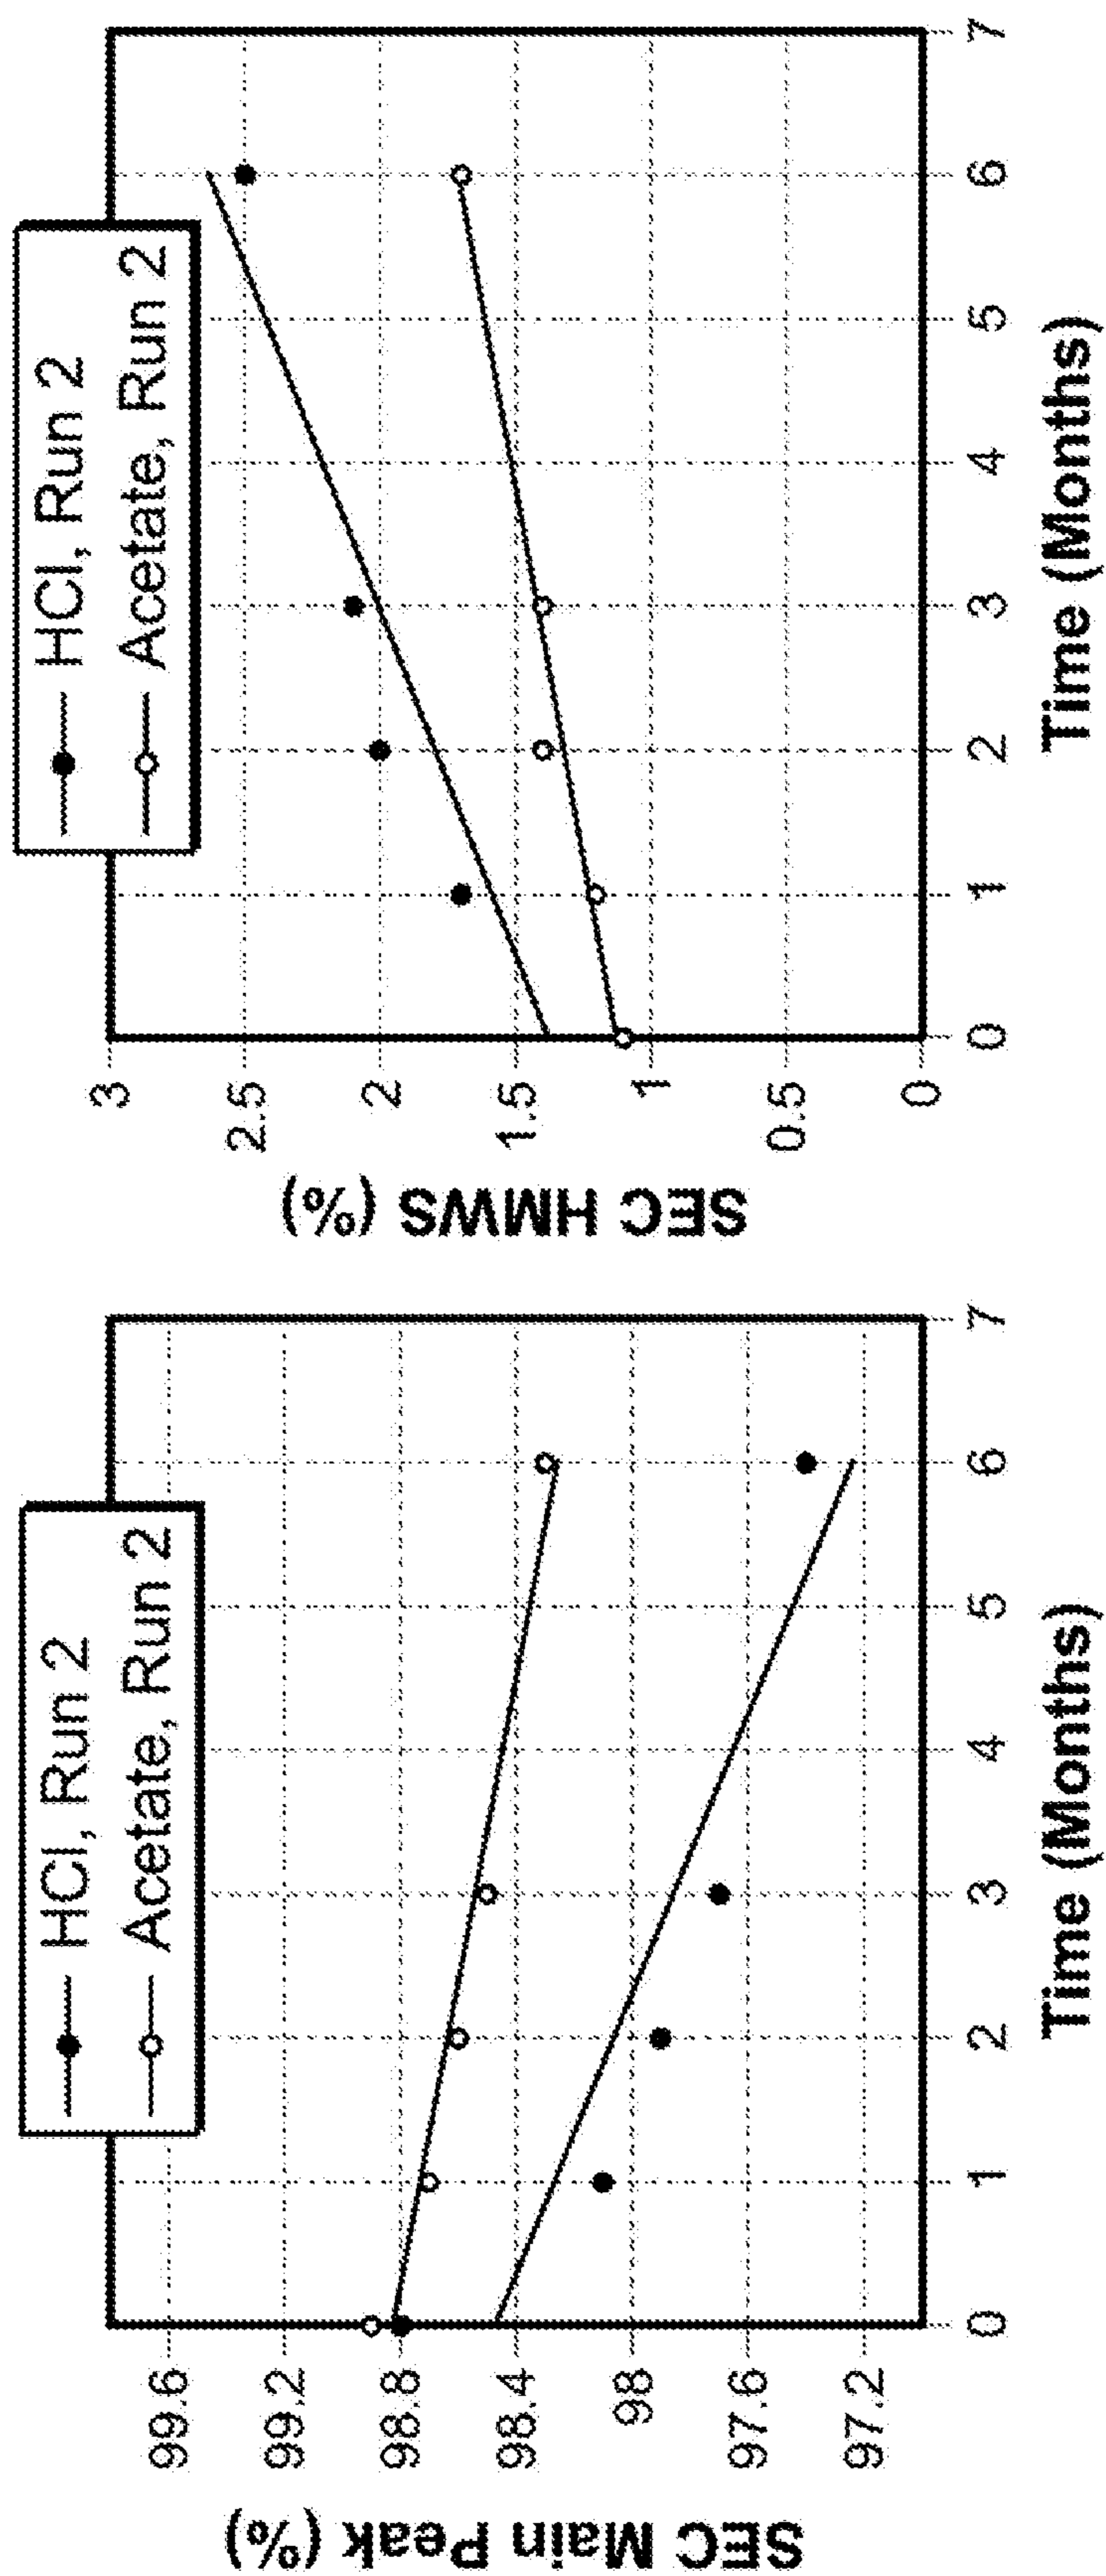 HCl, Run 2
Acetate, Run 2
SEC Main Peak (%)
99.6
99.2
98.8
98.4
98
97.6
97.2
0 1 2 3 4 5 6 7
Time (Months)
HCl, Run 2
Acetate, Run 2
SEC HMWS (%)
3
2.5
2
1.5
1
0.5
0
0 1 2 3 4 5 6 7
Time (Months)